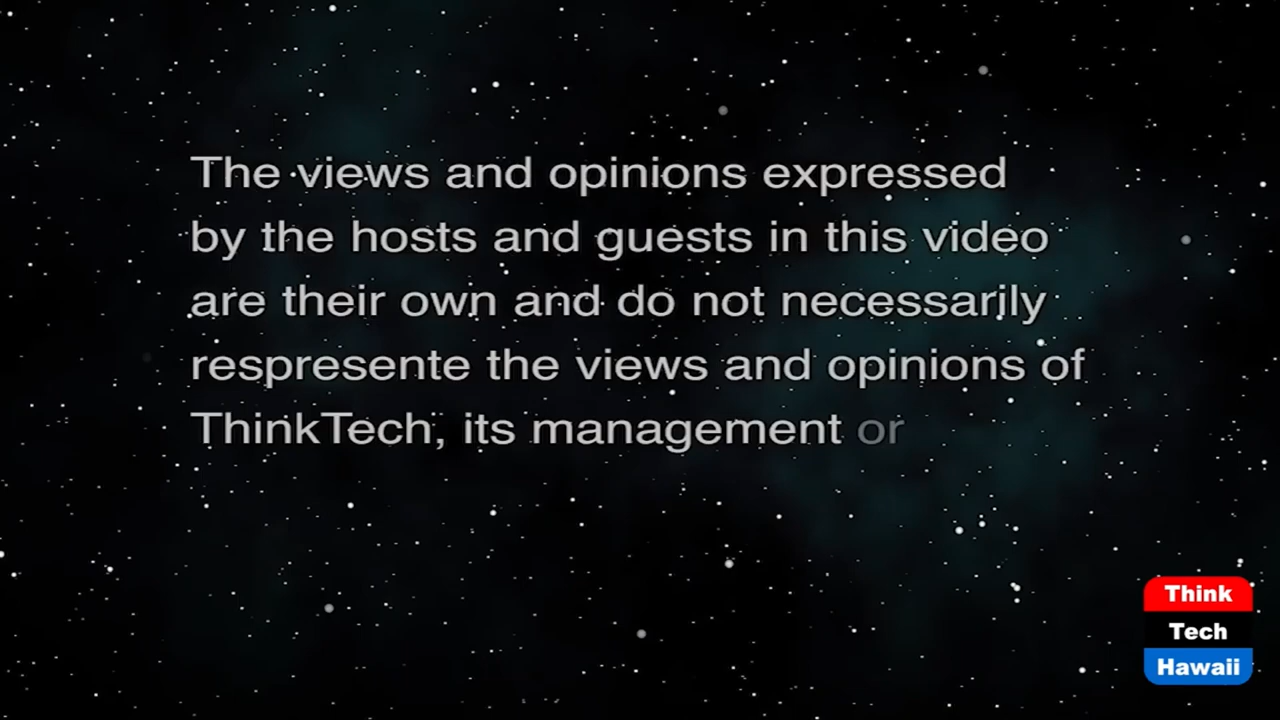 The views and opinions expressed
by the hosts and guests in this video
are their own and do not necessarily
respresente the views and opinions of
ThinkTech, its management or
Think
Tech
Hawaii